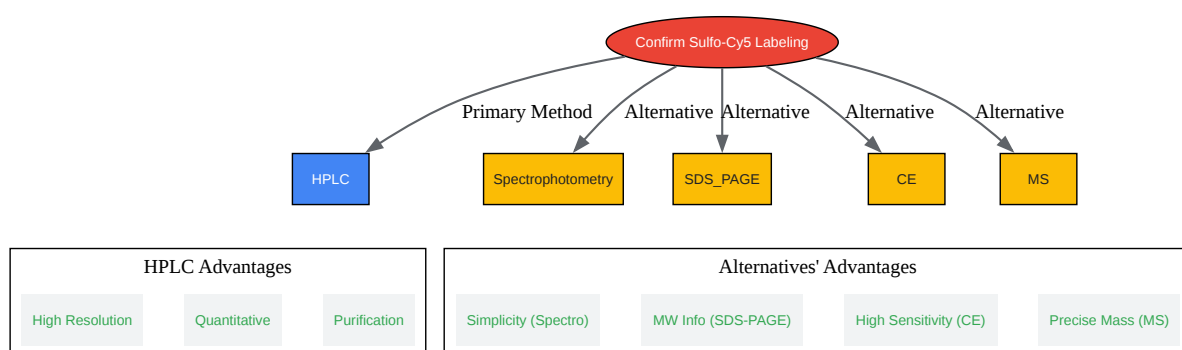 Confirm Sulfo-Cy5 Labeling
Primary Method
Alternative
Alternative
Alternative
Alternative
HPLC
Spectrophotometry
SDS_PAGE
CE
MS
HPLC Advantages
High Resolution
Quantitative
Purification
Alternatives' Advantages
Simplicity (Spectro)
MW Info (SDS-PAGE)
High Sensitivity (CE)
Precise Mass (MS)